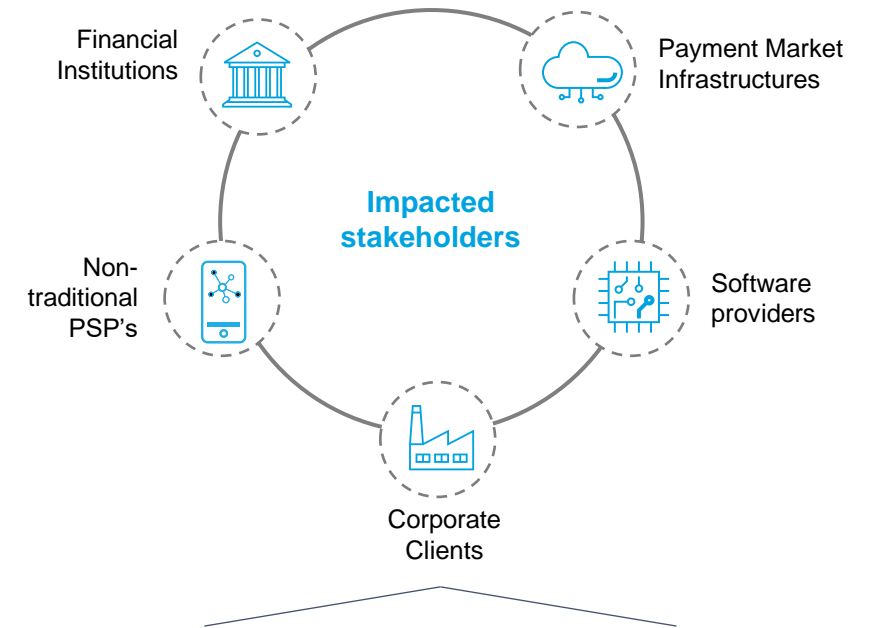 Financial
Institutions
Payment Market
Infrastructures
Impacted
stakeholders
Non-
traditional
PSP's
Software
providers
Corporate
Clients